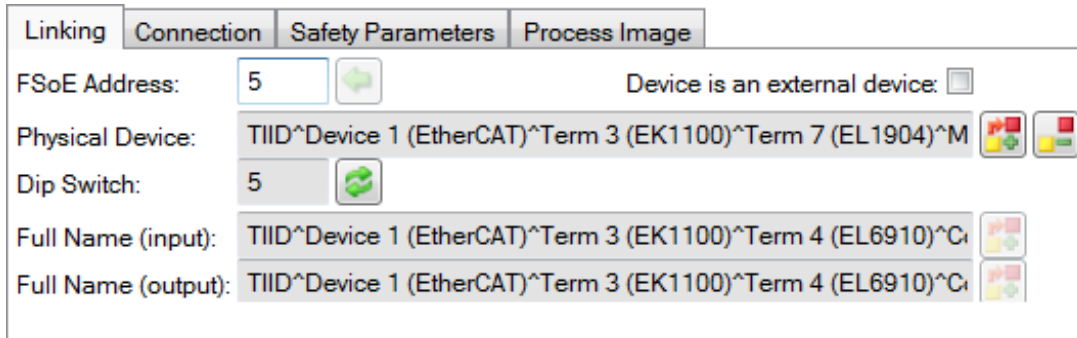 Linking Connection Safety Parameters Process Image
FSoE Address: 5 Device is an external device:
Physical Device: TIID^Device 1 (EtherCAT)^Term 3 (EK1100)^Term 7 (EL1904)^M
Dip Switch: 5
Full Name (input): TIID^Device 1 (EtherCAT)^Term 3 (EK1100)^Term 4 (EL6910)^Co
Full Name (output): TIID^Device 1 (EtherCAT)^Term 3 (EK1100)^Term 4 (EL6910)^Co